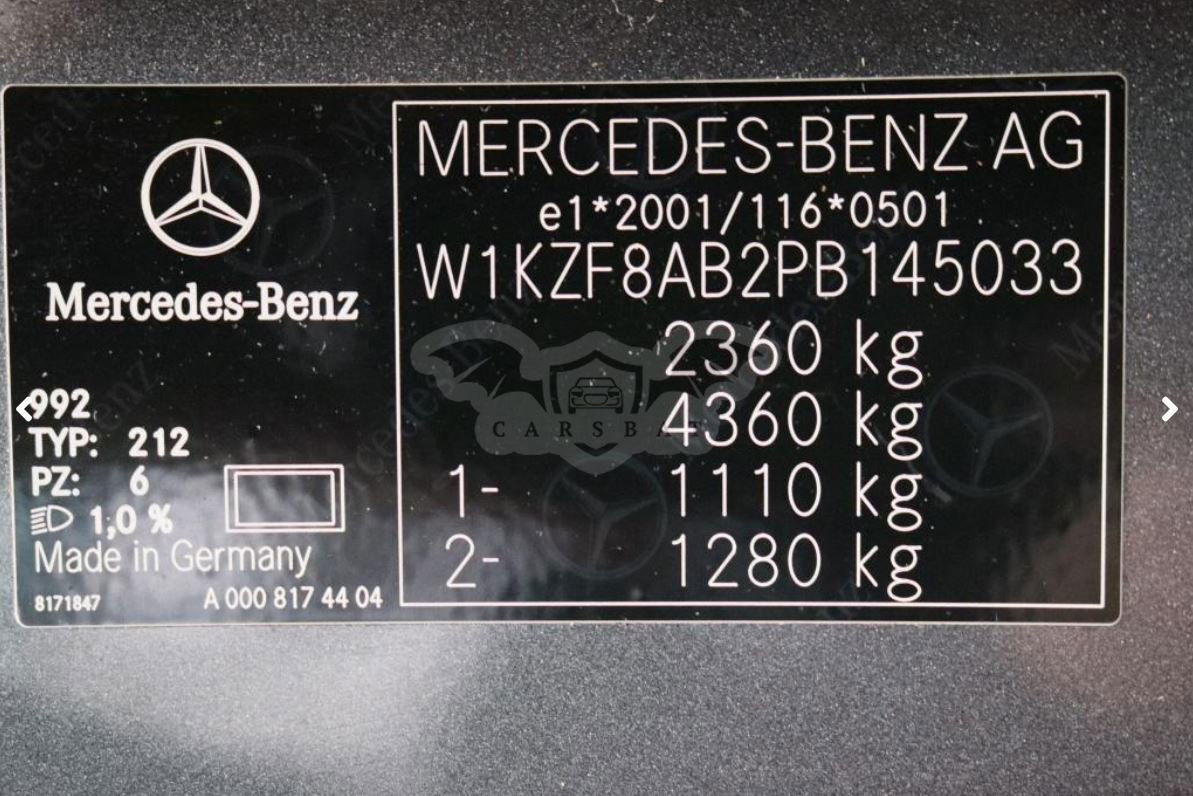 Mercedes-Benz
992
TYP: 212
PZ: 6
1,0 %
Made in Germany
8171847 A 000 817 44 04
MERCEDES-BENZ AG
e1*2001/116*0501
W1KZF8AB2PB145033
2360 kg
4360 kg
1- 1110 kg
2- 1280 kg